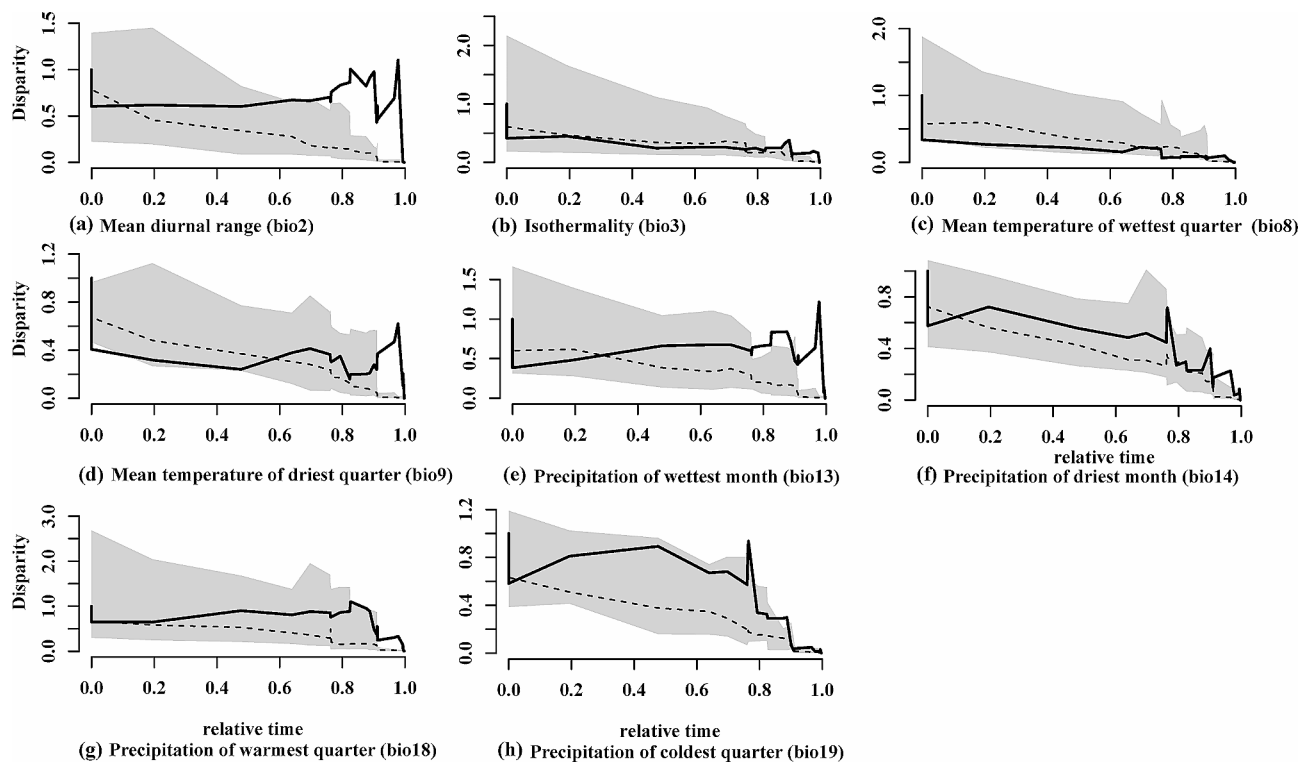 Disparity
0.0 0.5 1.0 1.5
0.0 0.2 0.4 0.6 0.8 1.0
(a) Mean diurnal range (bio2)
0.0 1.0 2.0
0.0 0.2 0.4 0.6 0.8 1.0
(b) Isothermality (bio3)
0.0 1.0 2.0
0.0 0.2 0.4 0.6 0.8 1.0
(c) Mean temperature of wettest quarter (bio8)
Disparity
0.0 0.4 0.8 1.2
0.0 0.2 0.4 0.6 0.8 1.0
(d) Mean temperature of driest quarter (bio9)
0.0 0.5 1.0 1.5
0.0 0.2 0.4 0.6 0.8 1.0
(e) Precipitation of wettest month (bio13)
0.0 0.4 0.8
0.0 0.2 0.4 0.6 0.8 1.0
relative time
(f) Precipitation of driest month (bio14)
Disparity
0.0 1.0 2.0 3.0
0.0 0.2 0.4 0.6 0.8 1.0
relative time
(g) Precipitation of warmest quarter (bio18)
0.0 0.4 0.8 1.2
0.0 0.2 0.4 0.6 0.8 1.0
relative time
(h) Precipitation of coldest quarter (bio19)